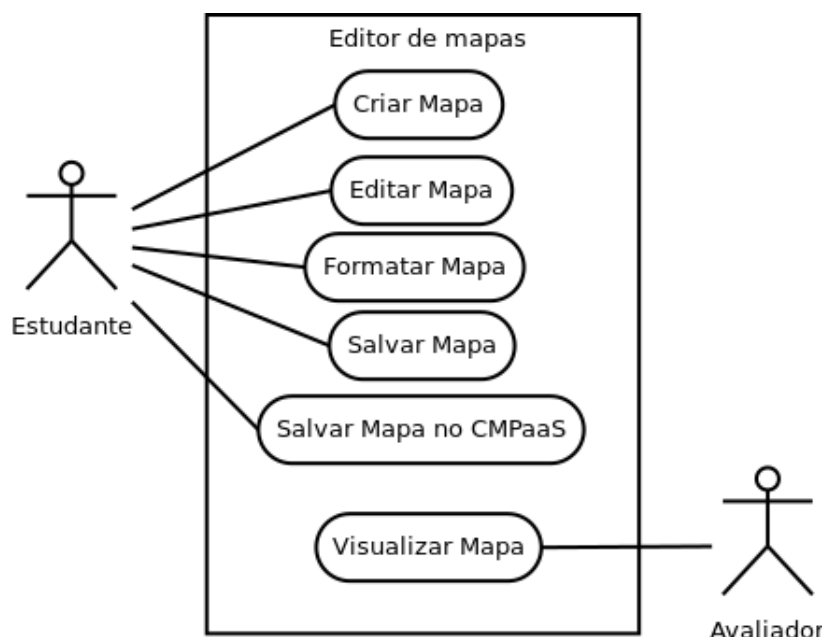 Editor de mapas
Criar Mapa
Editar Mapa
Formatar Mapa
Estudante
Salvar Mapa
Salvar Mapa no CMPaaS
Visualizar Mapa
Avaliador